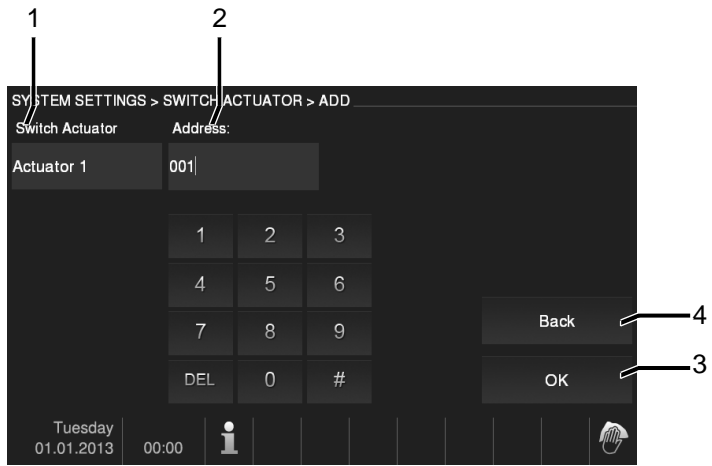 1 2
SYSTEM SETTINGS > SWITCH ACTUATOR > ADD
Switch Actuator Address:
Actuator 1 001
1 2 3
4 5 6
Back 4
7 8 9
3
DEL 0 # OK
Tuesday
01.01.2013 00:00